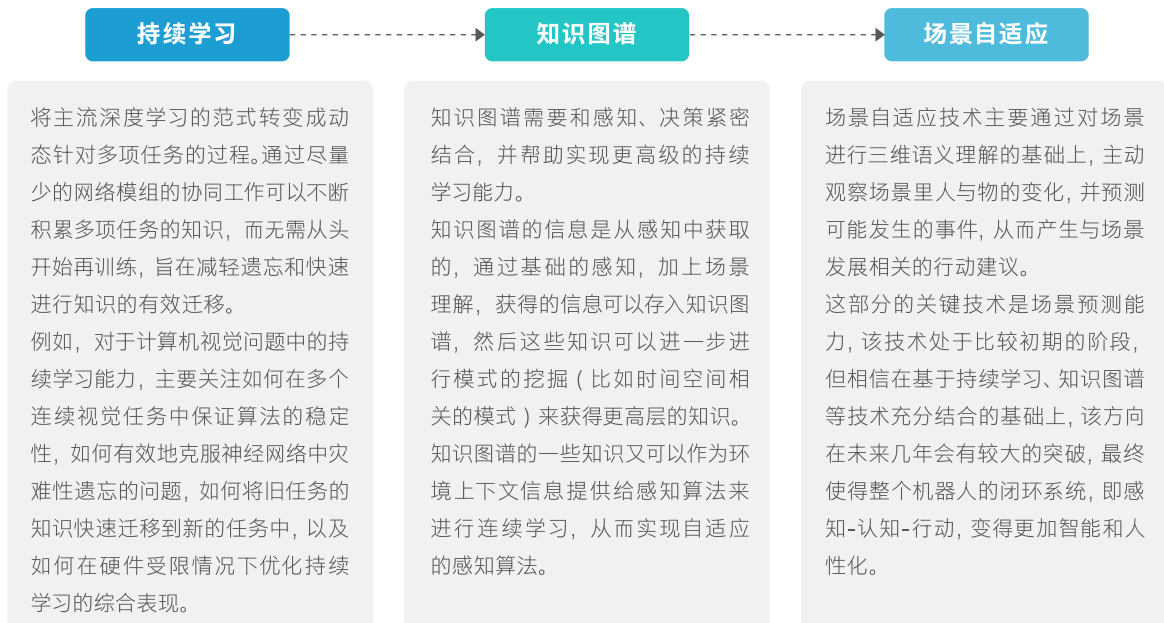 持续学习
知识图谱
场景自适应
将主流深度学习的范式转变成动
态针对多项任务的过程。通过尽量
少的网络模组的协同工作可以不断
积累多项任务的知识，而无需从头
开始再训练，旨在减轻遗忘和快速
进行知识的有效迁移。
例如，对于计算机视觉问题中的持
续学习能力，主要关注如何在多个
连续视觉任务中保证算法的稳定
性，如何有效地克服神经网络中灾
难性遗忘的问题，如何将旧任务的
知识快速迁移到新的任务中，以及
如何在硬件受限情况下优化持续
学习的综合表现。
知识图谱需要和感知、决策紧密
结合，并帮助实现更高级的持续
学习能力。
知识图谱的信息是从感知中获取
的，通过基础的感知，加上场景
理解，获得的信息可以存入知识图
谱，然后这些知识可以进一步进
行模式的挖掘（比如时间空间相
关的模式）来获得更高层的知识。
知识图谱的一些知识又可以作为环
境上下文信息提供给感知算法来
进行连续学习，从而实现自适应
的感知算法。
场景自适应技术主要通过对场景
进行三维语义理解的基础上，主动
观察场景里人与物的变化，并预测
可能发生的事件，从而产生与场景
发展相关的行动建议。
这部分的关键技术是场景预测能
力，该技术处于比较初期的阶段，
但相信在基于持续学习、知识图谱
等技术充分结合的基础上，该方向
在未来几年会有较大的突破，最终
使得整个机器人的闭环系统，即感
知-认知-行动，变得更加智能和人
性化。